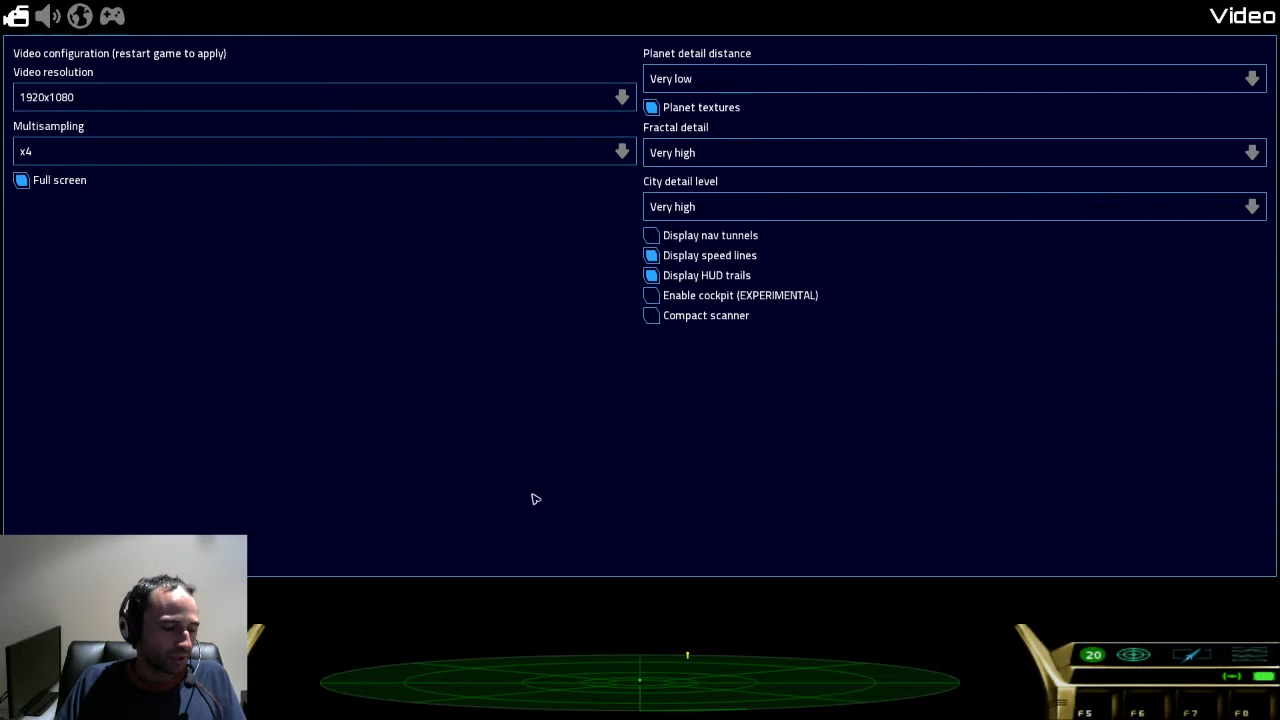 Video
Video configuration (restart game to apply)
Video resolution
1920x1080
Multisampling
x4
Full screen
Planet detail distance
Very low
Planet textures
Fractal detail
Very high
City detail level
Very high
Display nav tunnels
Display speed lines
Display HUD trails
Enable cockpit (EXPERIMENTAL)
Compact scanner
20
F5 F6 F7 F8